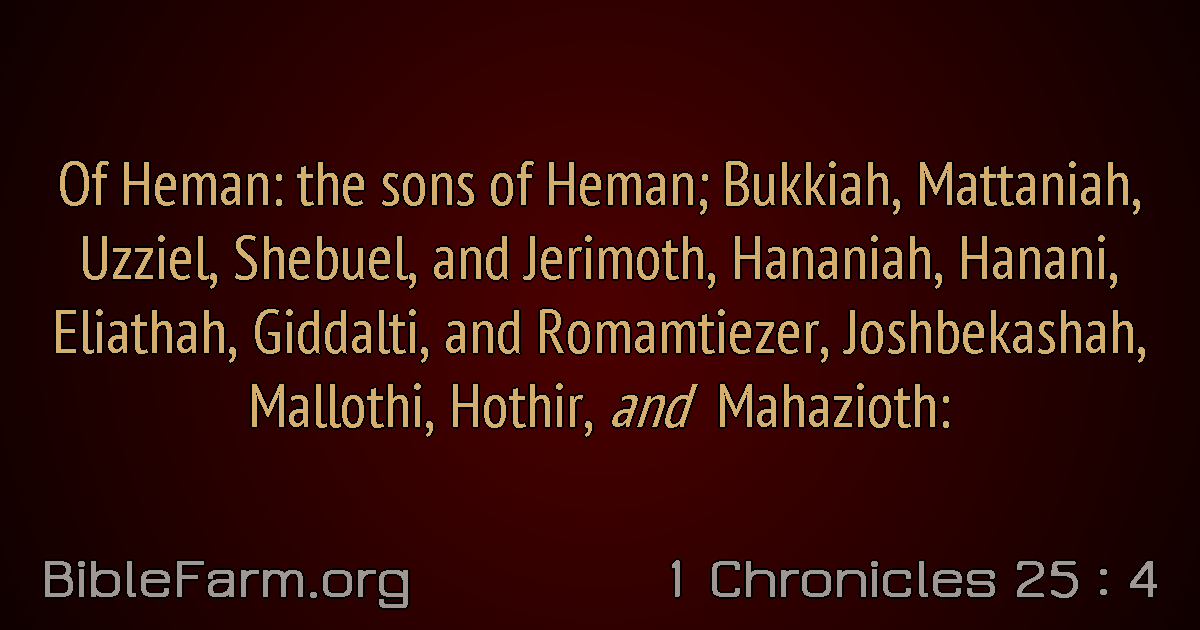 Of Heman: the sons of Heman; Bukkiah, Mattaniah,
Uzziel, Shebuel, and Jerimoth, Hananiah, Hanani,
Eliathah, Giddalti, and Romamtiezer, Joshbekashah,
Mallothi, Hothir, and Mahazioth:
BibleFarm.org
1 Chronicles 25 : 4